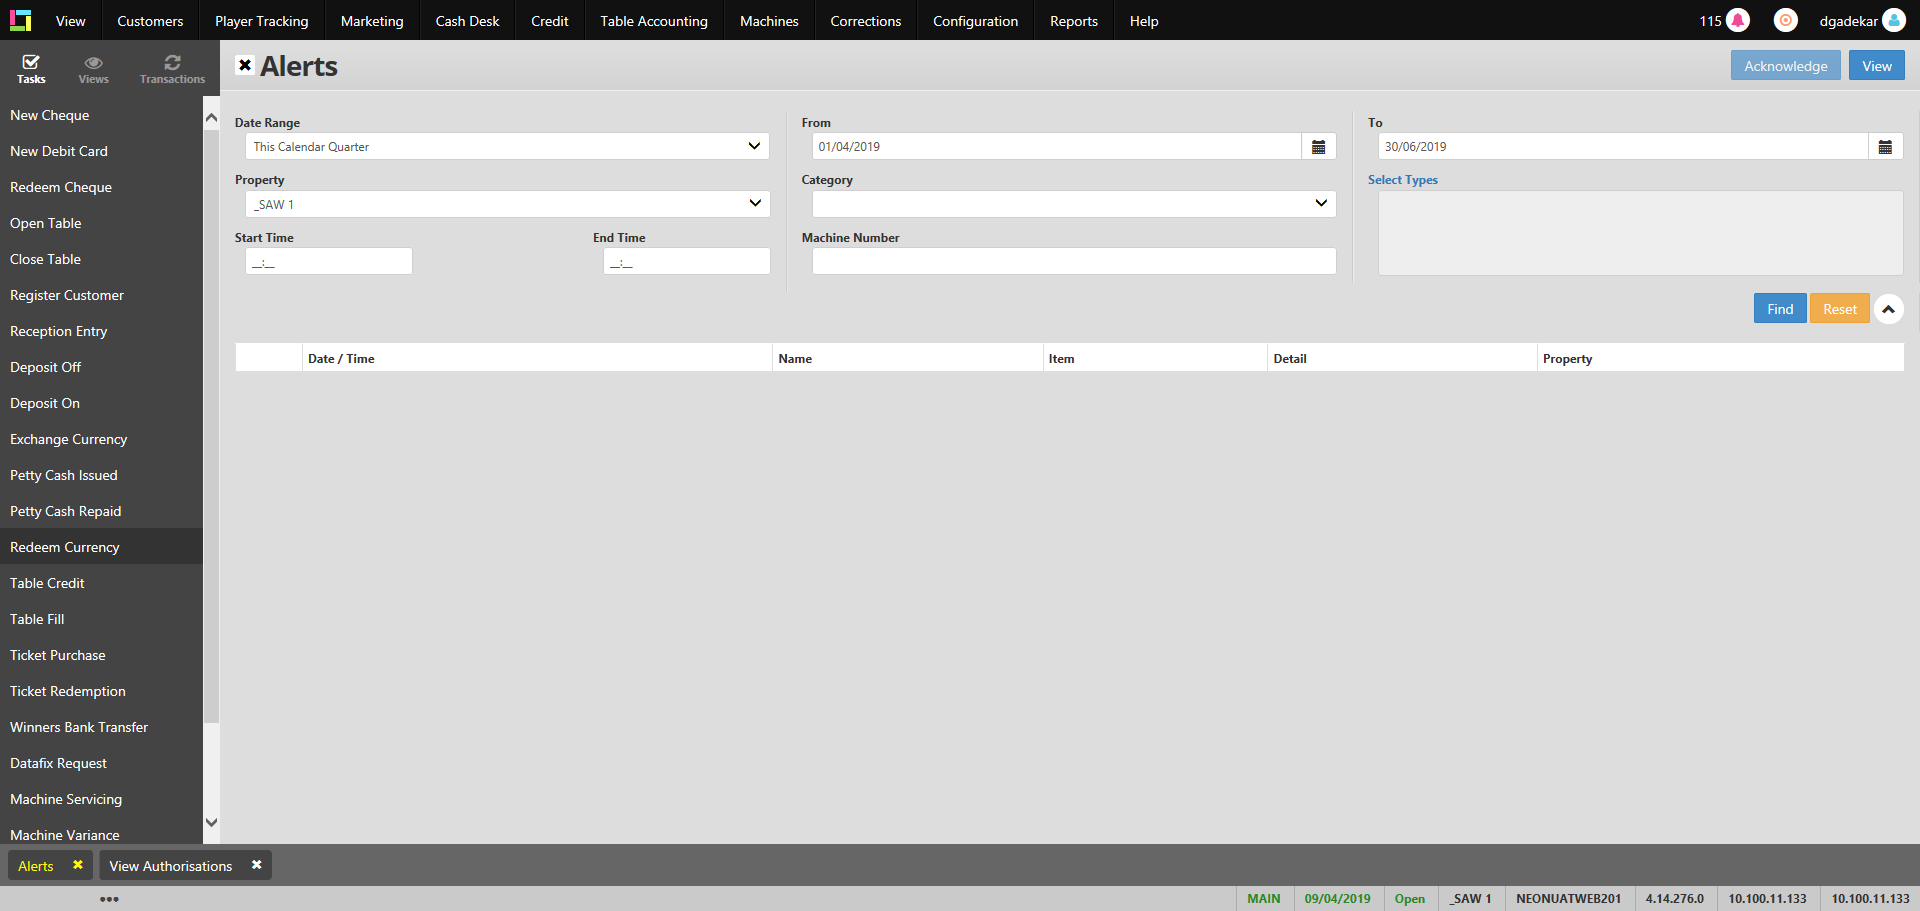 View Customers Player Tracking Marketing Cash Desk Credit Table Accounting Machines Corrections Configuration Reports Help 115 dgadekar
Tasks Views Transactions
Alerts
Acknowledge View
New Cheque
New Debit Card
Redeem Cheque
Open Table
Close Table
Register Customer
Reception Entry
Deposit Off
Deposit On
Exchange Currency
Petty Cash Issued
Petty Cash Repaid
Redeem Currency
Table Credit
Table Fill
Ticket Purchase
Ticket Redemption
Winners Bank Transfer
Datafix Request
Machine Servicing
Machine Variance
Date Range From To
This Calendar Quarter 01/04/2019 30/06/2019
Property Category Select Types
_SAW 1
Start Time End Time Machine Number
__:__ __:__
Find Reset
Date / Time Name Item Detail Property
Alerts View Authorisations
MAIN 09/04/2019 Open _SAW 1 NEONUATWEB201 4.14.276.0 10.100.11.133 10.100.11.133